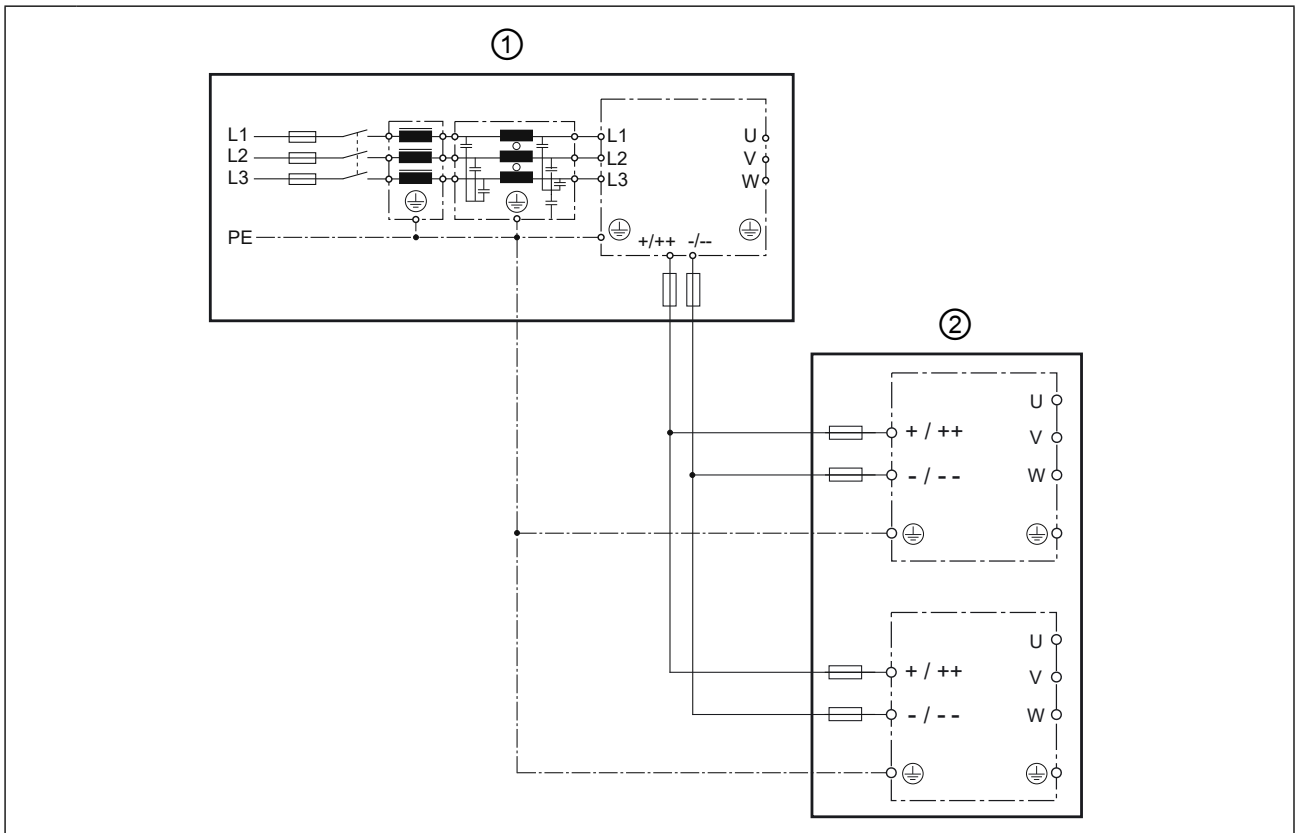 ①
L1
L2
L3
PE
L1
L2
L3
U
V
W
+/++ -/--
②
U
+ / ++ V
- / - - W
U
+ / ++ V
- / - - W